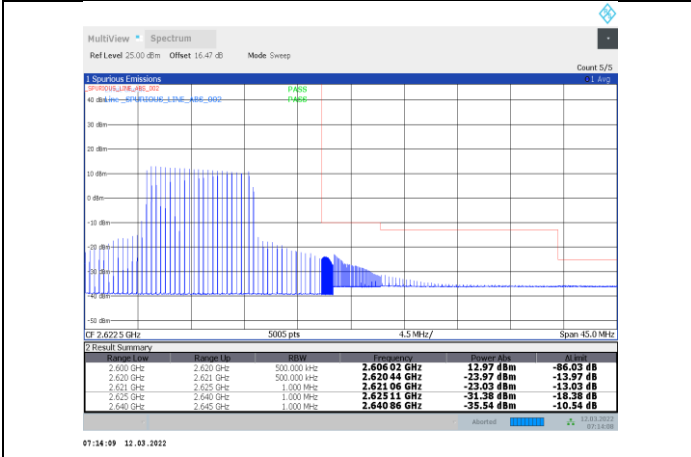 MultiView Spectrum
Ref Level 25.00 dBm Offset 16.47 dB Mode Sweep
Count 5/5
1 Spurious Emissions 1 Avg
_SPURIOUS_LINE_ABS_002 PASS
40 dBm _SPURIOUS_LINE_ABS_002 PASS
30 dBm
20 dBm
10 dBm
0 dBm
-10 dBm
-20 dBm
-30 dBm
-40 dBm
-50 dBm
CF 2.6225 GHz 5005 pts 4.5 MHz/ Span 45.0 MHz
2 Result Summary
Range Low Range Up RBW Frequency Power Abs ΔLimit
2.600 GHz 2.620 GHz 500.000 kHz 2.606 02 GHz 12.97 dBm -86.03 dB
2.620 GHz 2.621 GHz 500.000 kHz 2.620 44 GHz -23.97 dBm -13.97 dB
2.621 GHz 2.625 GHz 1.000 MHz 2.621 06 GHz -23.03 dBm -13.03 dB
2.625 GHz 2.640 GHz 1.000 MHz 2.625 11 GHz -31.38 dBm -18.38 dB
2.640 GHz 2.645 GHz 1.000 MHz 2.640 86 GHz -35.54 dBm -10.54 dB
Aborted 12.03.2022
07:14:08
07:14:09 12.03.2022